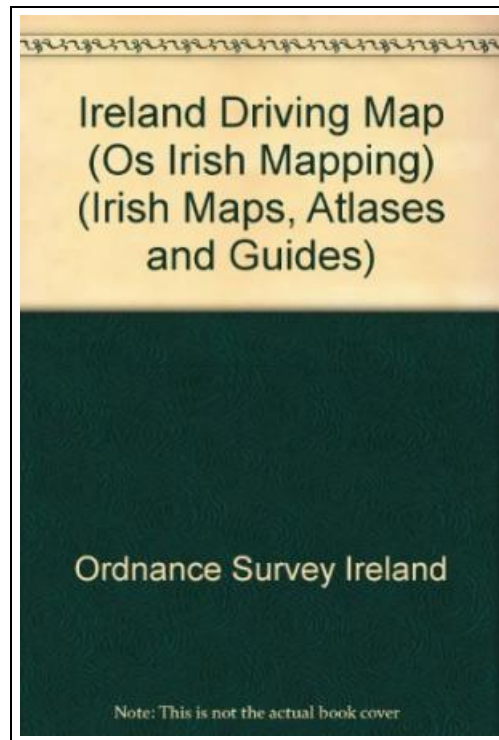 Ireland Driving Map
(Os Irish Mapping)
(Irish Maps, Atlases
and Guides)
Ordnance Survey Ireland
Note: This is not the actual book cover